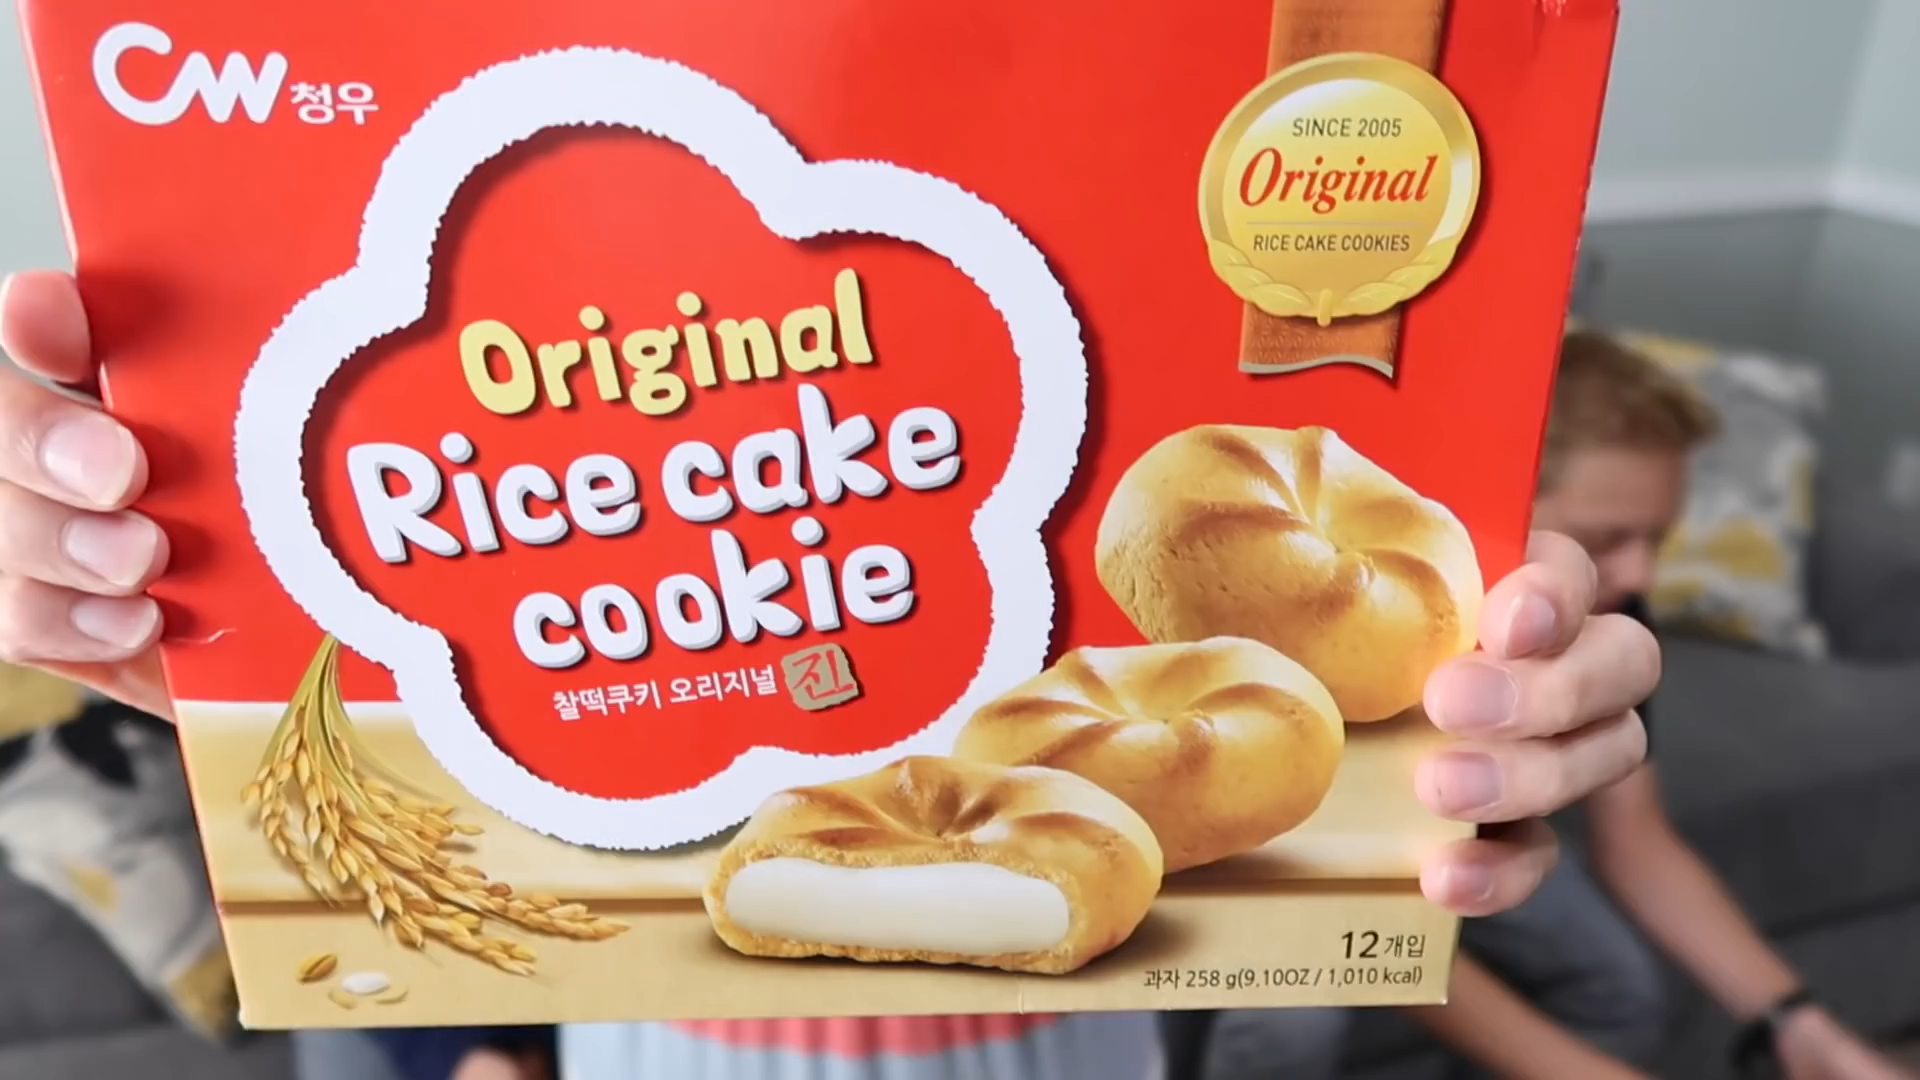 CW 청우
SINCE 2005
Original
RICE CAKE COOKIES
Original
Rice cake
cookie
찰떡쿠키 오리지널 진
12개입
과자 258 g(9.10OZ / 1,010 kcal)